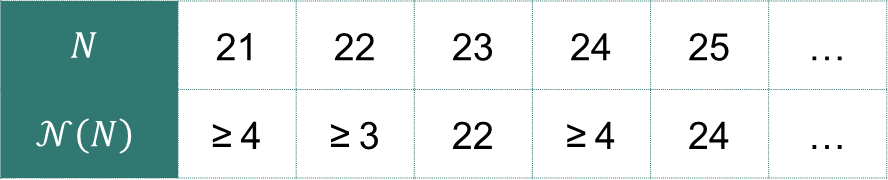 N 21 22 23 24 25 …
𝒩(N) ≥ 4 ≥ 3 22 ≥ 4 24 …